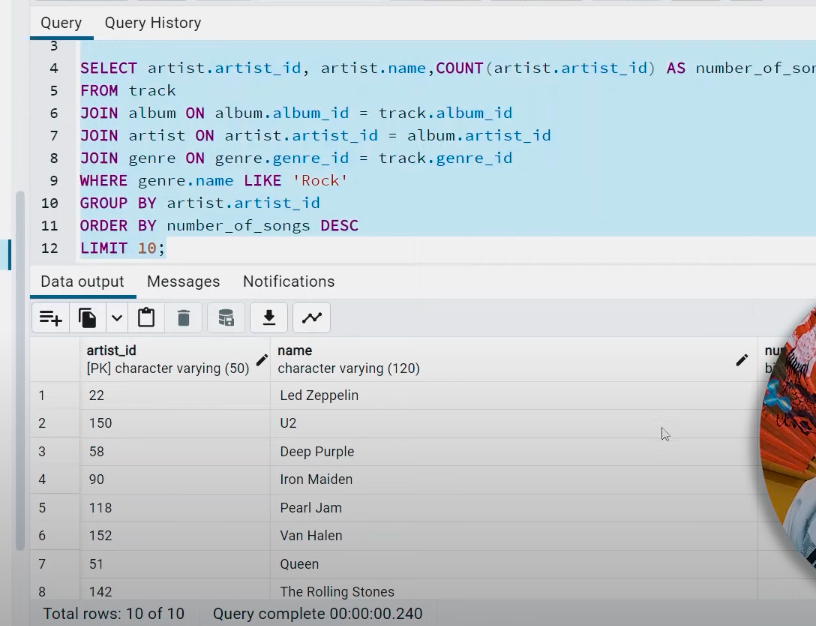 Query Query History
3
4 SELECT artist.artist_id, artist.name,COUNT(artist.artist_id) AS number_of_son
5 FROM track
6 JOIN album ON album.album_id = track.album_id
7 JOIN artist ON artist.artist_id = album.artist_id
8 JOIN genre ON genre.genre_id = track.genre_id
9 WHERE genre.name LIKE 'Rock'
10 GROUP BY artist.artist_id
11 ORDER BY number_of_songs DESC
12 LIMIT 10;
Data output Messages Notifications
artist_id name
[PK] character varying (50) character varying (120)
1 22 Led Zeppelin
2 150 U2
3 58 Deep Purple
4 90 Iron Maiden
5 118 Pearl Jam
6 152 Van Halen
7 51 Queen
8 142 The Rolling Stones
Total rows: 10 of 10 Query complete 00:00:00.240